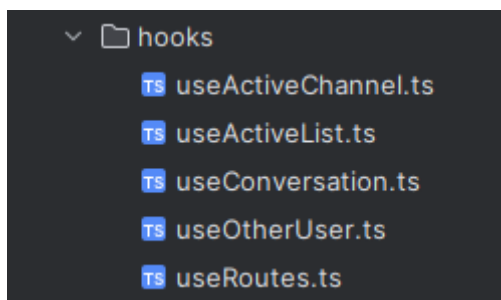 hooks
TS useActiveChannel.ts
TS useActiveList.ts
TS useConversation.ts
TS useOtherUser.ts
TS useRoutes.ts